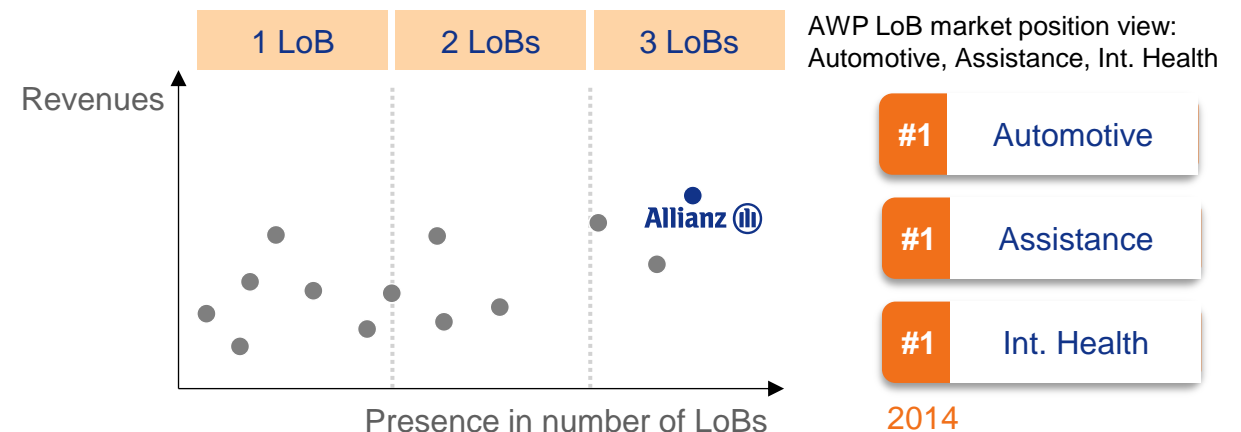 1 LoB
2 LoBs
3 LoBs
AWP LoB market position view:
Automotive, Assistance, Int. Health
Revenues
#1 Automotive
Allianz
#1 Assistance
#1 Int. Health
Presence in number of LoBs
2014